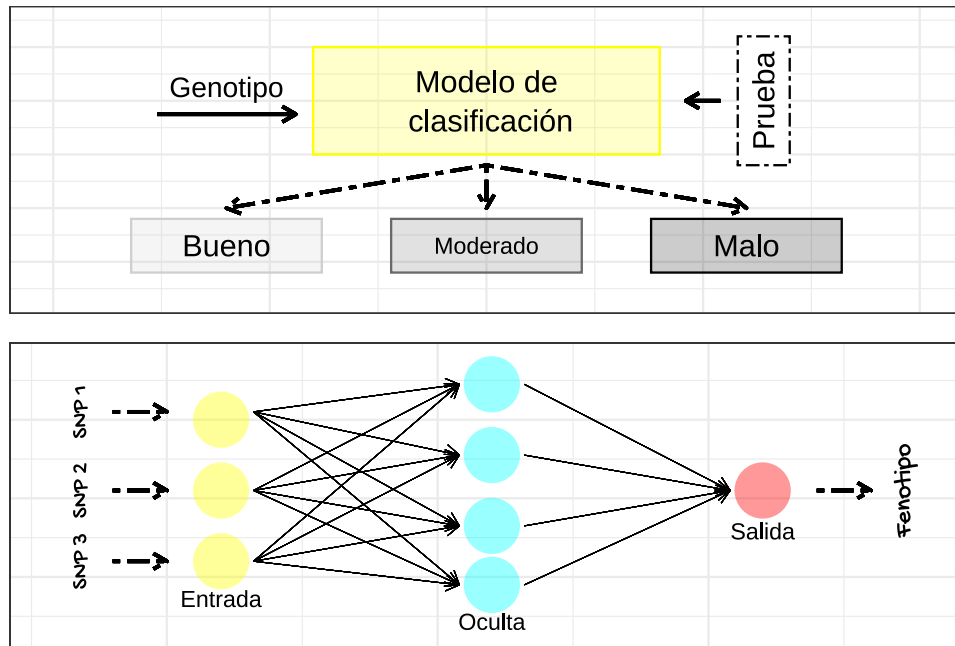 Genotipo
Modelo de
clasificación
Prueba
Bueno
Moderado
Malo
SNP 1
SNP 2
SNP 3
Entrada
Oculta
Salida
Fenotipo